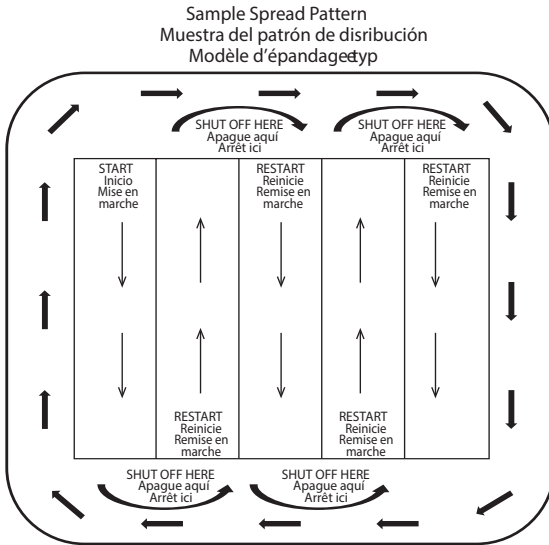 Sample Spread Pattern
Muestra del patrón de disribución
Modèle d'épandageetyp
SHUT OFF HERE
Apague aquí
Arrêt ici
SHUT OFF HERE
Apague aquí
Arrêt ici
START
Inicio
Mise en
marche
RESTART
Reinicie
Remise en
marche
RESTART
Reinicie
Remise en
marche
RESTART
Reinicie
Remise en
marche
RESTART
Reinicie
Remise en
marche
SHUT OFF HERE
Apague aquí
Arrêt ici
SHUT OFF HERE
Apague aquí
Arrêt ici